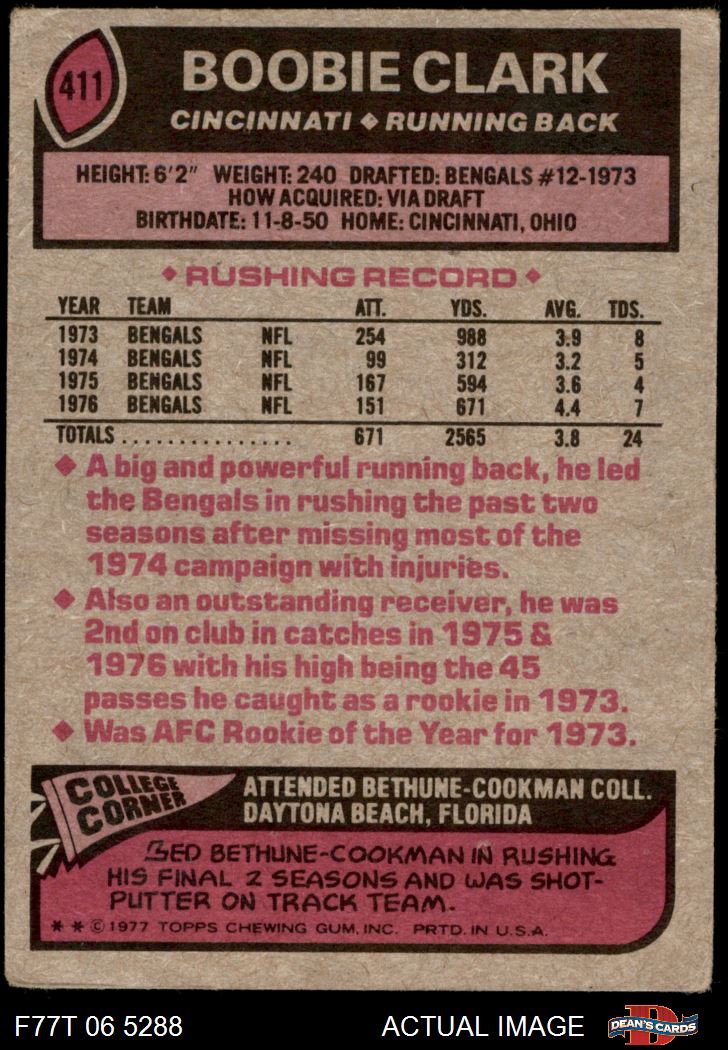 411
BOOBIE CLARK
CINCINNATI ◆ RUNNING BACK
HEIGHT: 6'2" WEIGHT: 240 DRAFTED: BENGALS #12-1973
HOW ACQUIRED: VIA DRAFT
BIRTHDATE: 11-8-50 HOME: CINCINNATI, OHIO
◆ RUSHING RECORD ◆
YEAR TEAM ATT. YDS. AVG. TDS.
1973 BENGALS NFL 254 988 3.9 8
1974 BENGALS NFL 99 312 3.2 5
1975 BENGALS NFL 167 594 3.6 4
1976 BENGALS NFL 151 671 4.4 7
TOTALS ............... 671 2565 3.8 24
◆ A big and powerful running back, he led
the Bengals in rushing the past two
seasons after missing most of the
1974 campaign with injuries.
◆ Also an outstanding receiver, he was
2nd on club in catches in 1975 &
1976 with his high being the 45
passes he caught as a rookie in 1973.
◆ Was AFC Rookie of the Year for 1973.
COLLEGE
CORNER
ATTENDED BETHUNE-COOKMAN COLL.
DAYTONA BEACH, FLORIDA
LED BETHUNE-COOKMAN IN RUSHING
HIS FINAL 2 SEASONS AND WAS SHOT-
PUTTER ON TRACK TEAM.
* * © 1977 TOPPS CHEWING GUM, INC. PRTD. IN U.S.A.
F77T 06 5288 ACTUAL IMAGE
DEAN'S CARDS